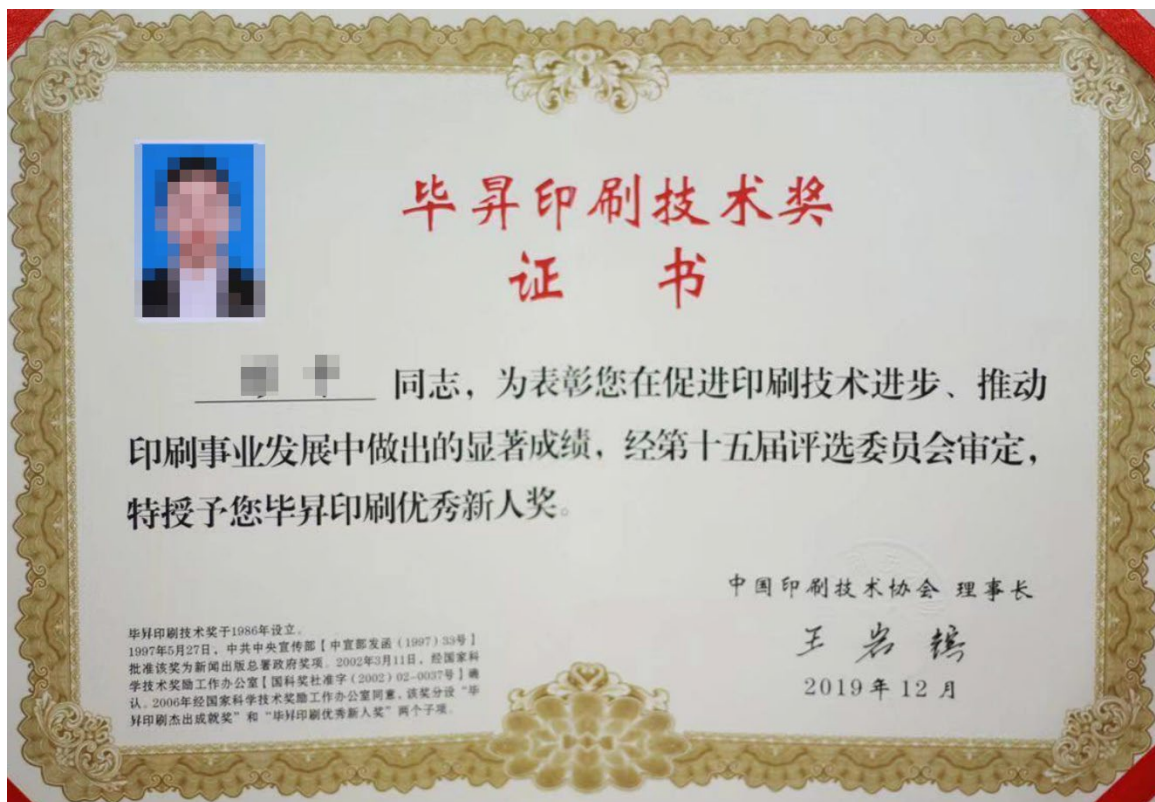 毕昇印刷技术奖
证 书
同志，为表彰您在促进印刷技术进步、推动
印刷事业发展中做出的显著成绩，经第十五届评选委员会审定，
特授予您毕昇印刷优秀新人奖。
中国印刷技术协会 理事长
王岩镔
2019年12月
毕昇印刷技术奖于1986年设立。
1997年5月27日，中共中央宣传部【中宣部发函（1997）33号】
批准该奖为新闻出版总署政府奖项。2002年3月11日，经国家科
学技术奖励工作办公室【国科奖社准字（2002）02-0037号】确
认。2006年经国家科学技术奖励工作办公室同意，该奖分设“毕
昇印刷杰出成就奖”和“毕昇印刷优秀新人奖”两个子项。